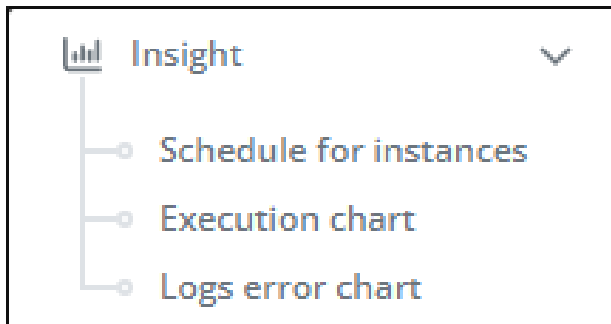 Insight
Schedule for instances
Execution chart
Logs error chart